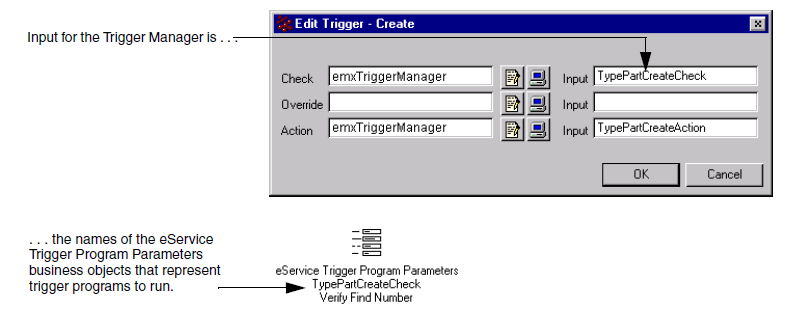 Edit Trigger - Create
Input for the Trigger Manager is . . .
Check emxTriggerManager Input TypePartCreateCheck
Override Input
Action emxTriggerManager Input TypePartCreateAction
OK Cancel
. . . the names of the eService
Trigger Program Parameters
business objects that represent
trigger programs to run.
eService Trigger Program Parameters
TypePartCreateCheck
Verify Find Number